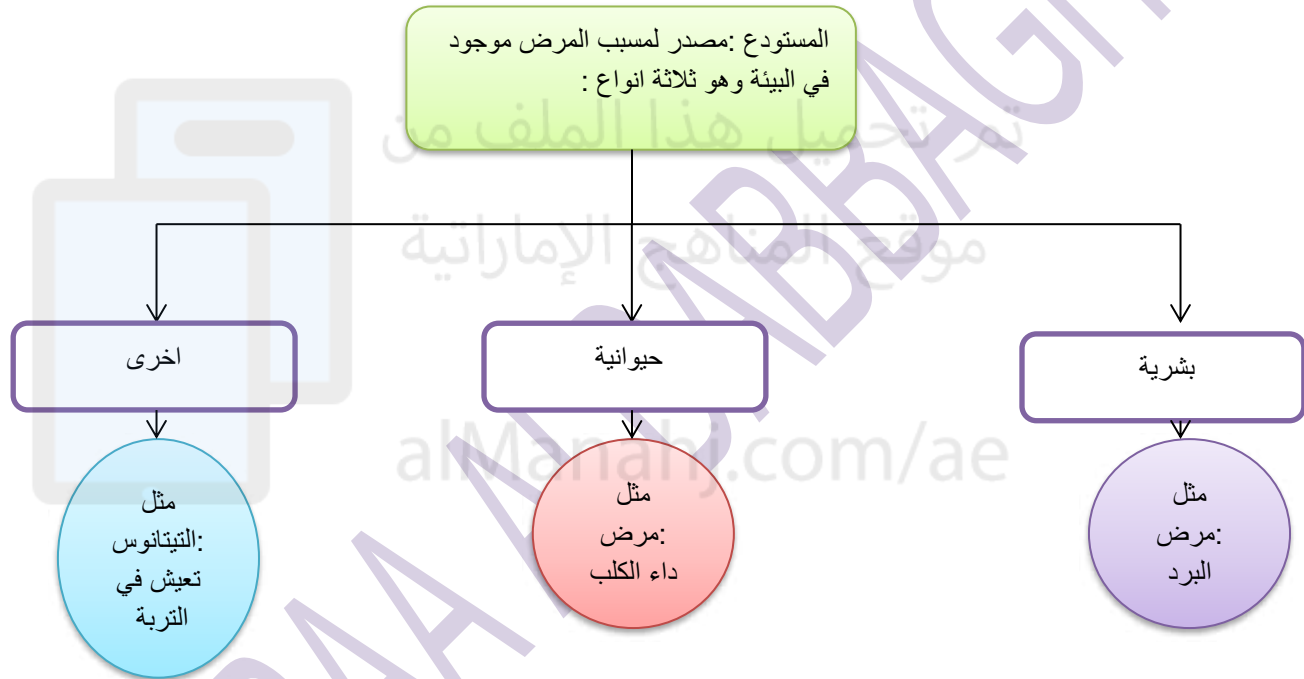 المستودع :مصدر لمسبب المرض موجود
في البيئة وهو ثلاثة انواع :
تم تحميل هذا الملف من
موقع المناهج الإماراتية
بشرية
حيوانية
اخرى
alManahj.com/ae
مثل
:مرض
البرد
مثل
:مرض
داء الكلب
مثل
:التيتانوس
تعيش في
التربة